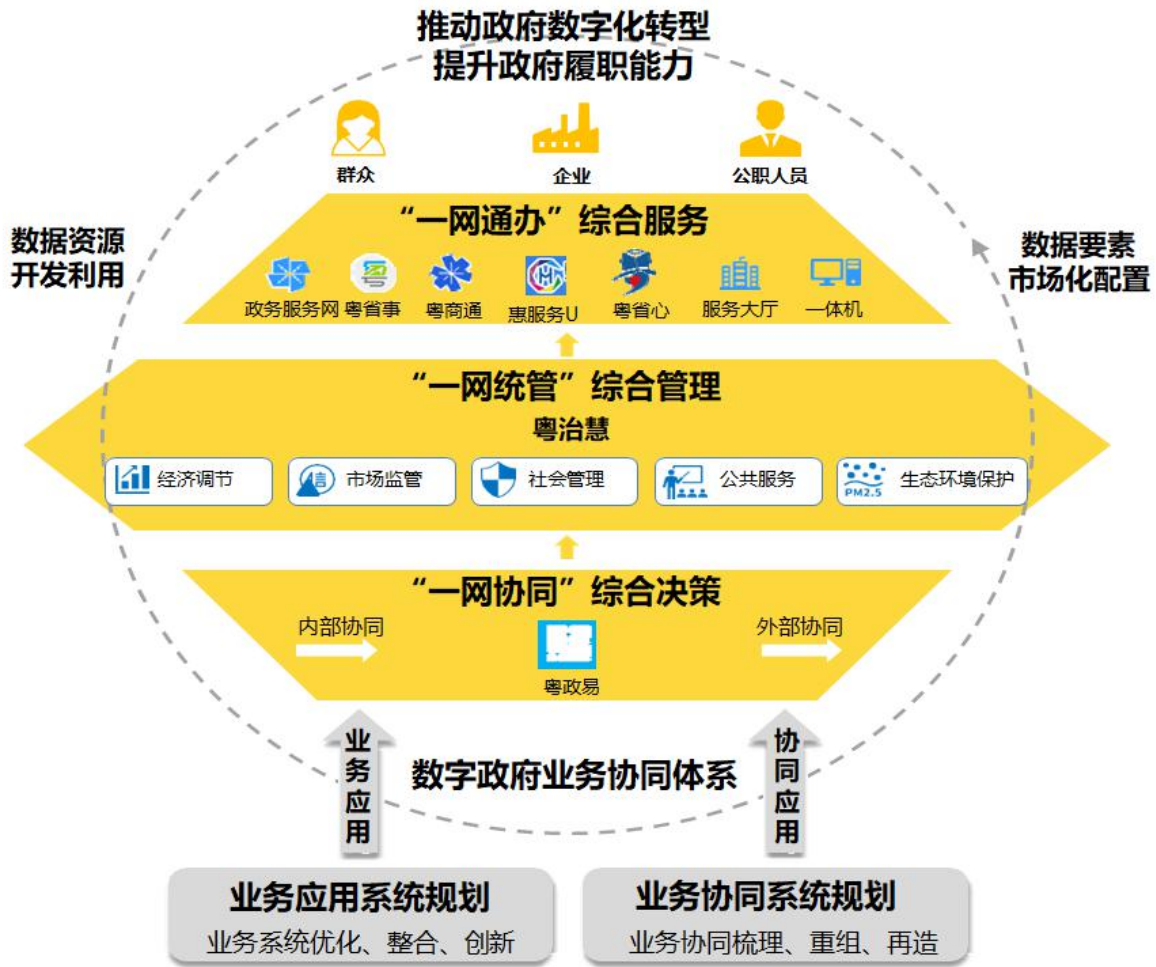 推动政府数字化转型
提升政府履职能力
群众
企业
公职人员
数据资源
开发利用
数据要素
市场化配置
“一网通办”综合服务
政务服务网
粤省事
粤商通
惠服务U
粤省心
服务大厅
一体机
“一网统管”综合管理
粤治慧
经济调节
信
市场监管
社会管理
公共服务
PM2.5
生态环境保护
“一网协同”综合决策
内部协同
外部协同
粤政易
业务应用
协同应用
数字政府业务协同体系
业务应用系统规划
业务系统优化、整合、创新
业务协同系统规划
业务协同梳理、重组、再造